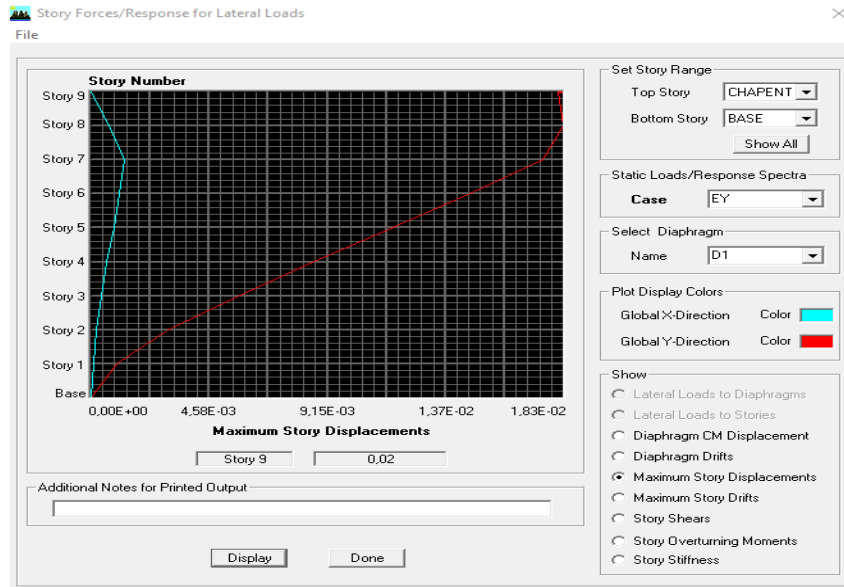 Story Forces/Response for Lateral Loads
File
Story Number
Story 9
Story 8
Story 7
Story 6
Story 5
Story 4
Story 3
Story 2
Story 1
Base
0,00E+00 4,58E-03 9,15E-03 1,37E-02 1,83E-02
Maximum Story Displacements
Story 9 0,02
Additional Notes for Printed Output
Display Done
Set Story Range
Top Story CHAPENT
Bottom Story BASE
Show All
Static Loads/Response Spectra
Case EY
Select Diaphragm
Name D1
Plot Display Colors
Global X-Direction Color
Global Y-Direction Color
Show
Lateral Loads to Diaphragms
Lateral Loads to Stories
Diaphragm CM Displacement
Diaphragm Drifts
Maximum Story Displacements
Maximum Story Drifts
Story Shears
Story Overturning Moments
Story Stiffness